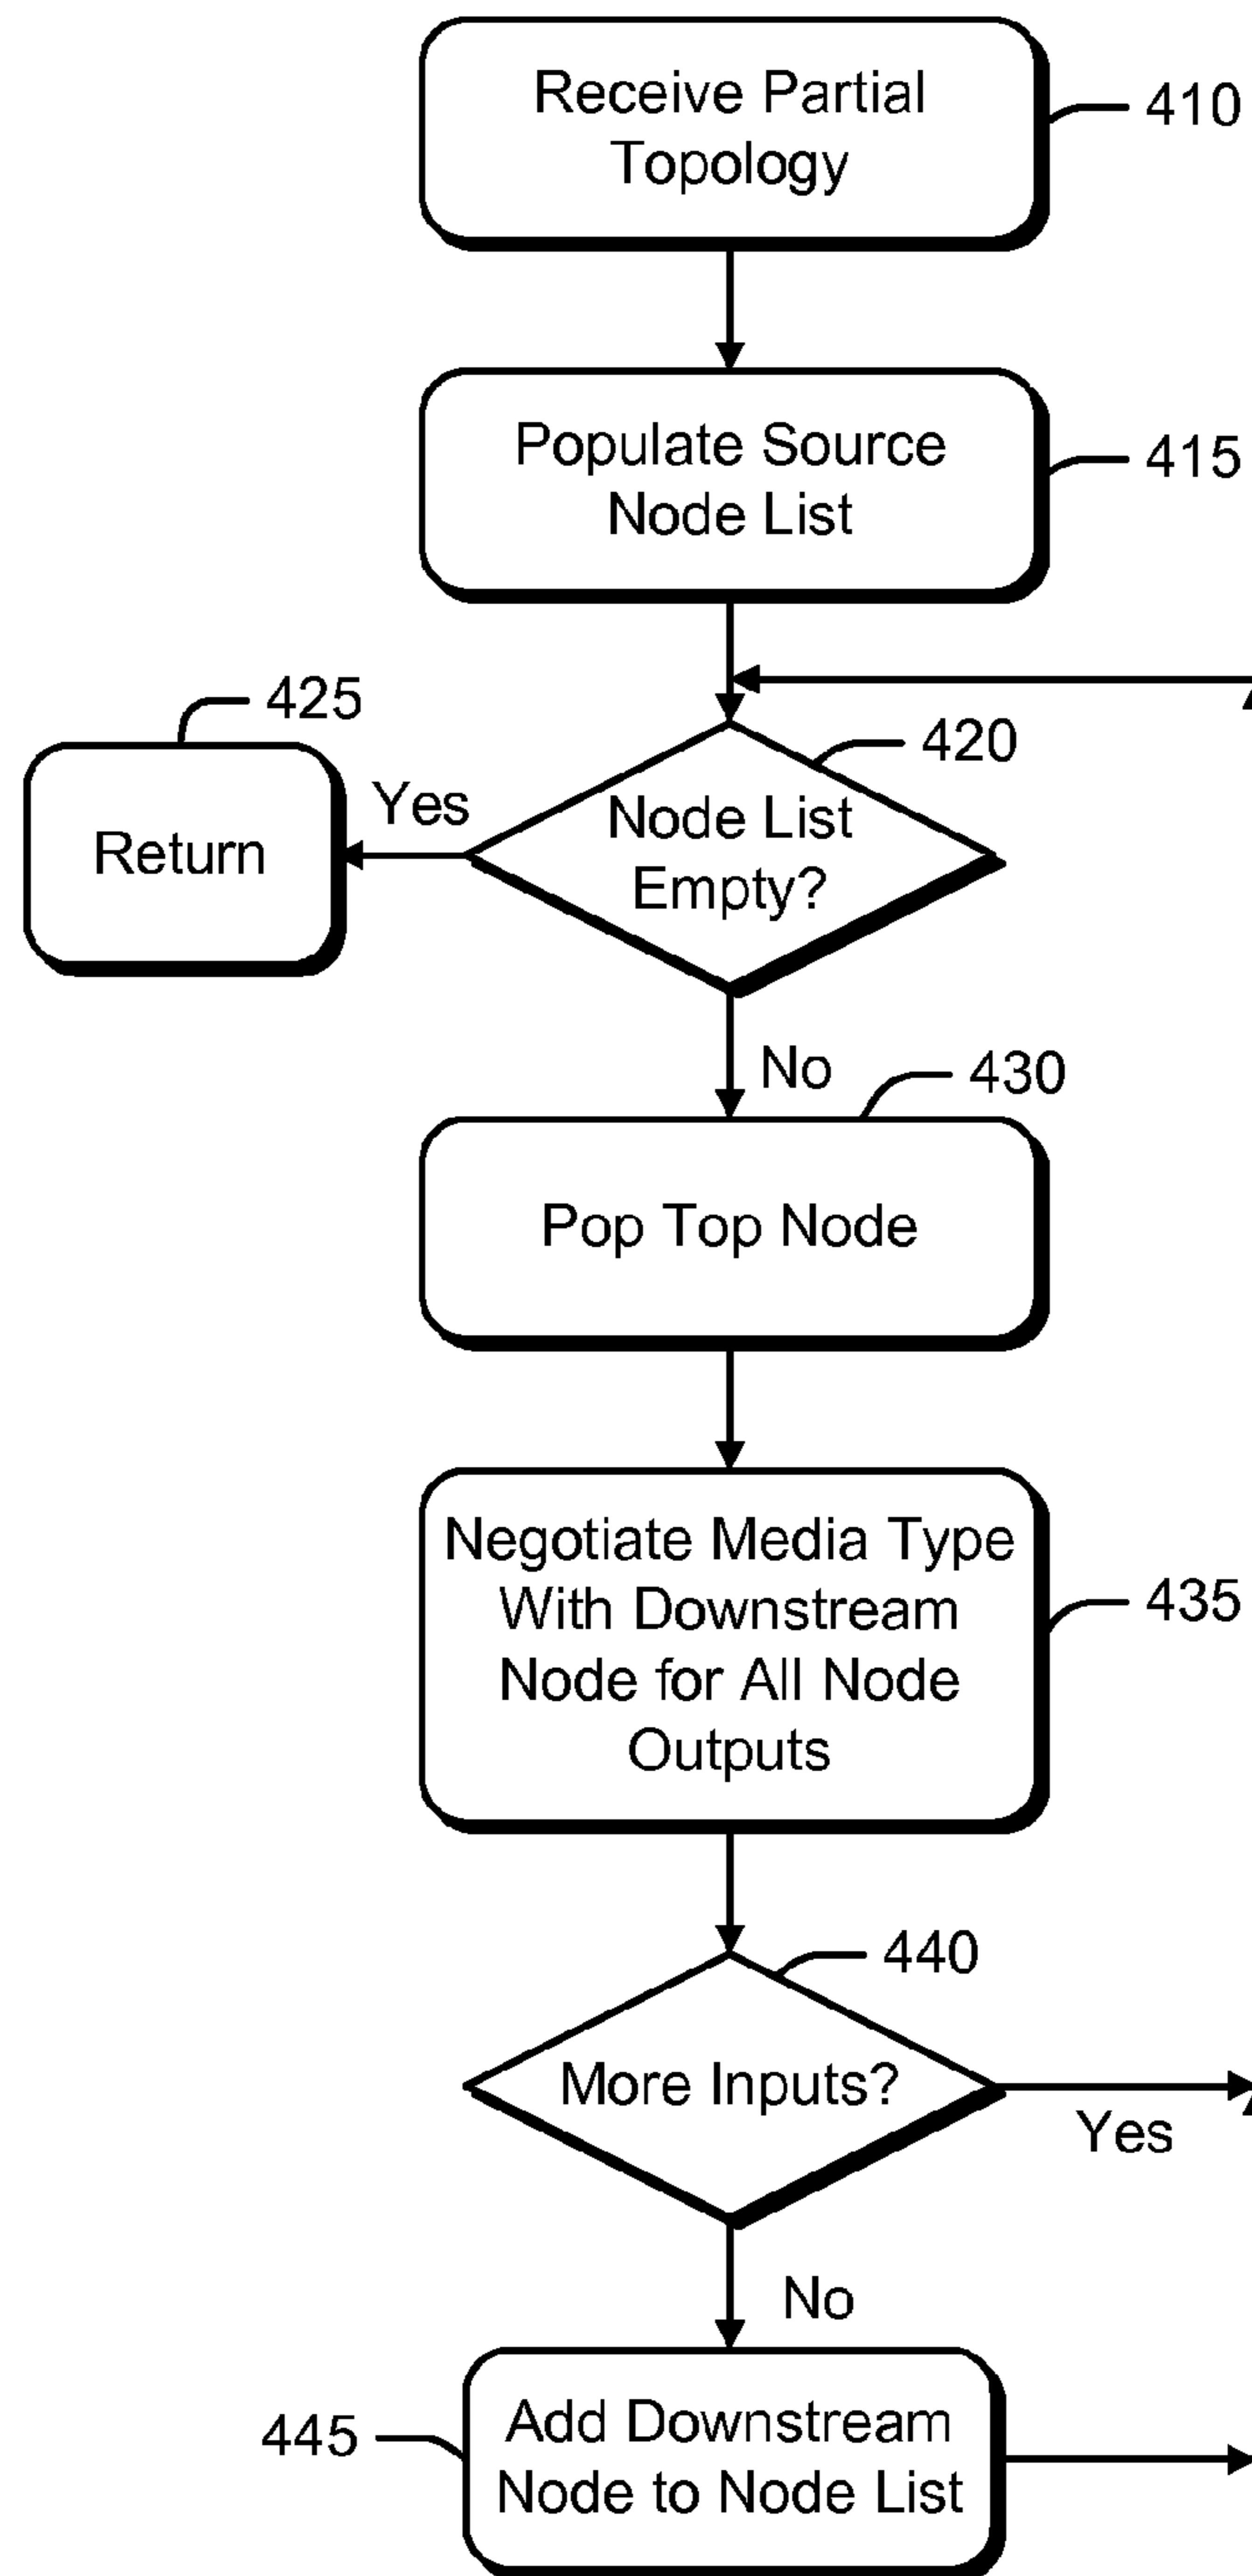 Receive Partial
Topology
410
Populate Source
Node List
415
425
420
Yes
Node List
Empty?
Return
No
430
Pop Top Node
Negotiate Media Type
With Downstream
Node for All Node
Outputs
435
440
More Inputs?
Yes
No
445
Add Downstream
Node to Node List